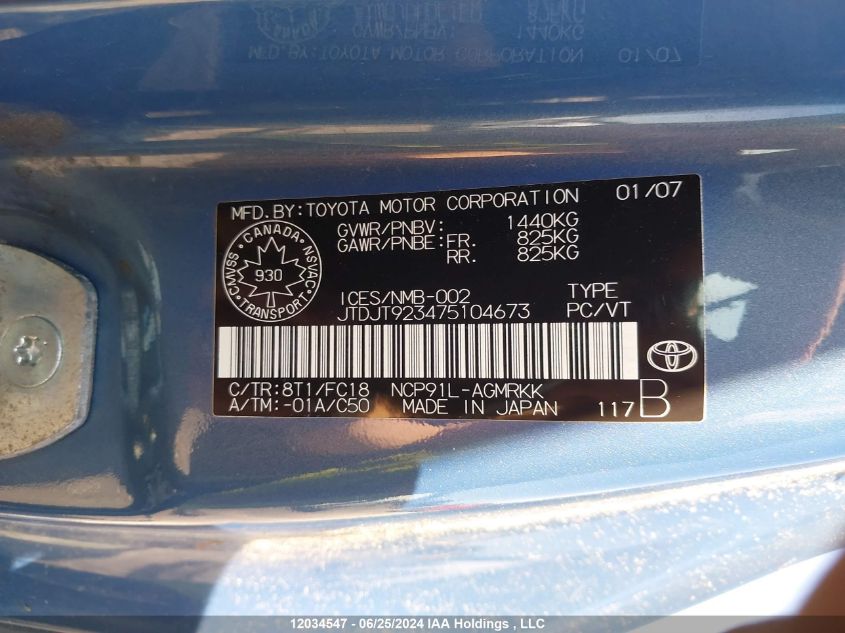 MFD. BY: TOYOTA MOTOR CORPORATION 01/07
GVWR/PNBV: 1440KG
GAWR/PNBE: FR. 825KG
RR. 825KG
CANADA • NSVAC • TRANSPORT • CMVSS •
930
ICES/NMB-002 TYPE
JTDJT923475104673 PC/VT
C/TR: 8T1/FC18 NCP91L-AGMRKK
A/TM: -01A/C50 MADE IN JAPAN 117 B
12034547 - 06/25/2024 IAA Holdings , LLC